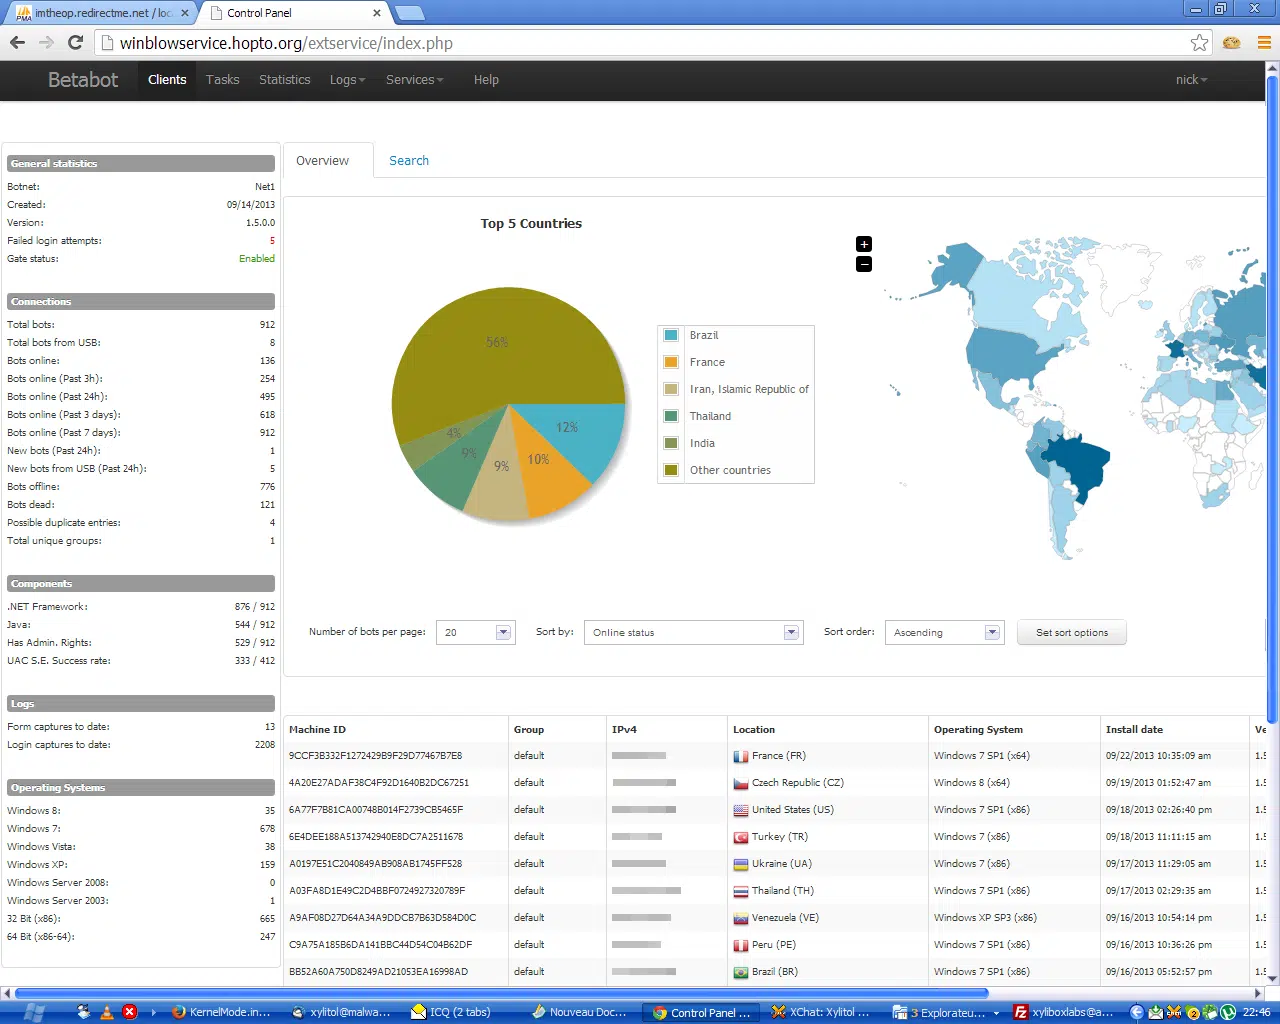 imtheop.redirectme.net / loc
Control Panel
winblowservice.hopto.org/extservice/index.php
Betabot
Clients
Tasks
Statistics
Logs
Services
Help
nick
General statistics
Botnet: Net1
Created: 09/14/2013
Version: 1.5.0.0
Failed login attempts: 5
Gate status: Enabled
Connections
Total bots: 912
Total bots from USB: 8
Bots online: 136
Bots online (Past 3h): 254
Bots online (Past 24h): 495
Bots online (Past 3 days): 618
Bots online (Past 7 days): 912
New bots (Past 24h): 1
New bots from USB (Past 24h): 5
Bots offline: 776
Bots dead: 121
Possible duplicate entries: 4
Total unique groups: 1
Components
.NET Framework: 876 / 912
Java: 544 / 912
Has Admin. Rights: 529 / 912
UAC S.E. Success rate: 333 / 412
Logs
Form captures to date: 13
Login captures to date: 2208
Operating Systems
Windows 8: 35
Windows 7: 678
Windows Vista: 38
Windows XP: 159
Windows Server 2008: 0
Windows Server 2003: 1
32 Bit (x86): 665
64 Bit (x86-64): 247
Overview
Search
Top 5 Countries
56%
4%
9%
9%
10%
12%
Brazil
France
Iran, Islamic Republic of
Thailand
India
Other countries
+
−
Number of bots per page: 20
Sort by: Online status
Sort order: Ascending
Set sort options
Machine ID Group IPv4 Location Operating System Install date Ve
9CCF3B332F1272429B9F29D77467B7E8 default France (FR) Windows 7 SP1 (x64) 09/22/2013 10:35:09 am 1.5
4A20E27ADAF38C4F92D1640B2DC67251 default Czech Republic (CZ) Windows 8 (x64) 09/19/2013 01:52:47 am 1.5
6A77F7B81CA00748B014F2739CB5465F default United States (US) Windows 7 SP1 (x86) 09/18/2013 02:26:40 pm 1.5
6E4DEE188A513742940E8DC7A2511678 default Turkey (TR) Windows 7 (x86) 09/18/2013 11:11:15 am 1.5
A0197E51C2040849AB908AB1745FF528 default Ukraine (UA) Windows 7 (x86) 09/17/2013 11:29:05 am 1.5
A03FA8D1E49C2D4BBF0724927320789F default Thailand (TH) Windows 7 SP1 (x86) 09/17/2013 02:29:35 am 1.5
A9AF08D27D64A34A9DDCB7B63D584D0C default Venezuela (VE) Windows XP SP3 (x86) 09/16/2013 10:54:14 pm 1.5
C9A75A185B6DA141BBC44D54C04B62DF default Peru (PE) Windows 7 SP1 (x86) 09/16/2013 10:36:26 pm 1.5
BB52A60A750D8249AD21053EA16998AD default Brazil (BR) Windows 7 SP1 (x86) 09/16/2013 05:52:57 pm 1.5
KernelMode.in...
xylitol@malwa...
ICQ (2 tabs)
Nouveau Doc...
Control Panel ...
XChat: Xylitol ...
3 Explorateu...
xyliboxlabs@a...
22:46